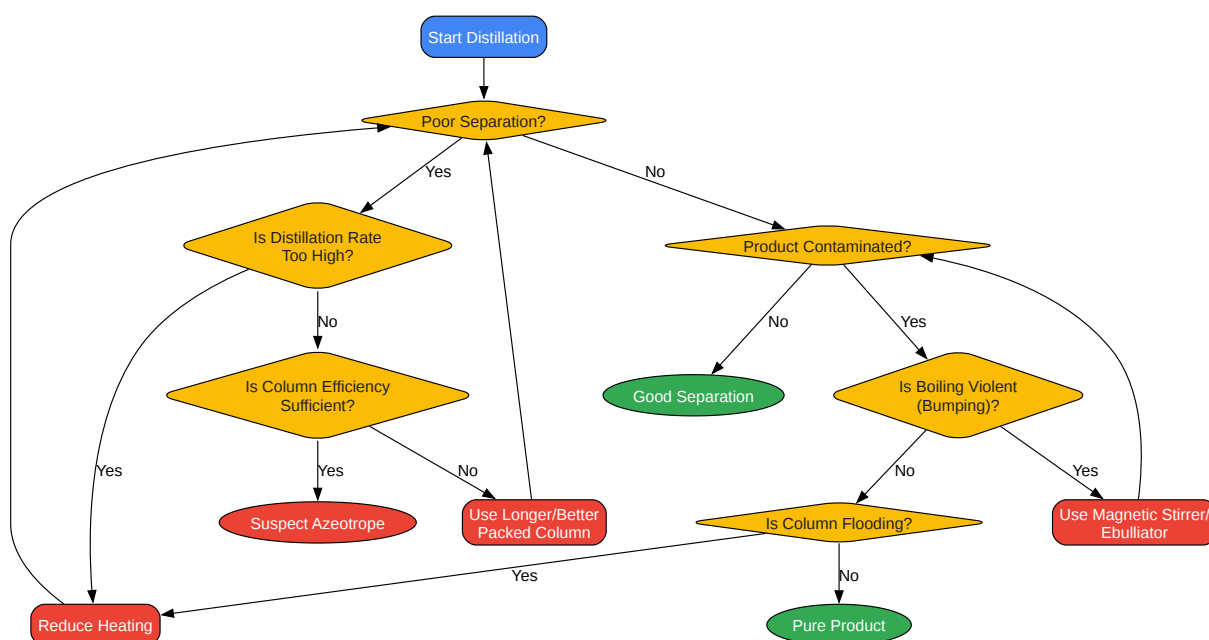 Start Distillation
Poor Separation?
Yes
No
Is Distillation Rate
Too High?
Product Contaminated?
No
No
Yes
Is Column Efficiency
Sufficient?
Good Separation
Is Boiling Violent
(Bumping)?
Yes
Yes
No
No
Yes
Suspect Azeotrope
Use Longer/Better
Packed Column
Is Column Flooding?
Use Magnetic Stirrer/
Ebulliator
Yes
No
Reduce Heating
Pure Product